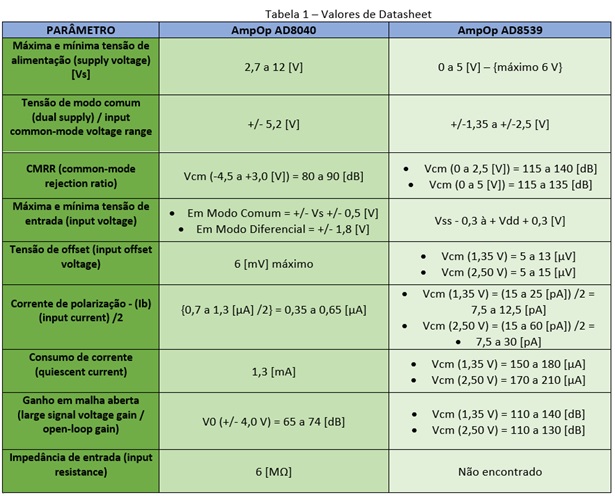 Tabela 1 – Valores de Datasheet
PARÂMETRO
AmpOp AD8040
AmpOp AD8539
Máxima e mínima tensão de
alimentação (supply voltage)
[Vs]
2,7 a 12 [V]
0 a 5 [V] – {máximo 6 V}
Tensão de modo comum
(dual supply) / input
common-mode voltage range
+/- 5,2 [V]
+/-1,35 a +/-2,5 [V]
CMRR (common-mode
rejection ratio)
Vcm (-4,5 a +3,0 [V]) = 80 a 90 [dB]
• Vcm (0 a 2,5 [V]) = 115 a 140 [dB]
• Vcm (0 a 5 [V]) = 115 a 135 [dB]
Máxima e mínima tensão de
entrada (input voltage)
• Em Modo Comum = +/- Vs +/- 0,5 [V]
• Em Modo Diferencial = +/- 1,8 [V]
Vss - 0,3 à + Vdd + 0,3 [V]
Tensão de offset (input offset
voltage)
6 [mV] máximo
• Vcm (1,35 V) = 5 a 13 [µV]
• Vcm (2,50 V) = 5 a 15 [µV]
Corrente de polarização - (Ib)
(input current) /2
{0,7 a 1,3 [µA] /2} = 0,35 a 0,65 [µA]
• Vcm (1,35 V) = (15 a 25 [pA]) /2 =
7,5 a 12,5 [pA]
• Vcm (2,50 V) = (15 a 60 [pA]) /2 =
• 7,5 a 30 [pA]
Consumo de corrente
(quiescent current)
1,3 [mA]
• Vcm (1,35 V) = 150 a 180 [µA]
• Vcm (2,50 V) = 170 a 210 [µA]
Ganho em malha aberta
(large signal voltage gain /
open-loop gain)
V0 (+/- 4,0 V) = 65 a 74 [dB]
• Vcm (1,35 V) = 110 a 140 [dB]
• Vcm (2,50 V) = 110 a 130 [dB]
Impedância de entrada (input
resistance)
6 [MΩ]
Não encontrado